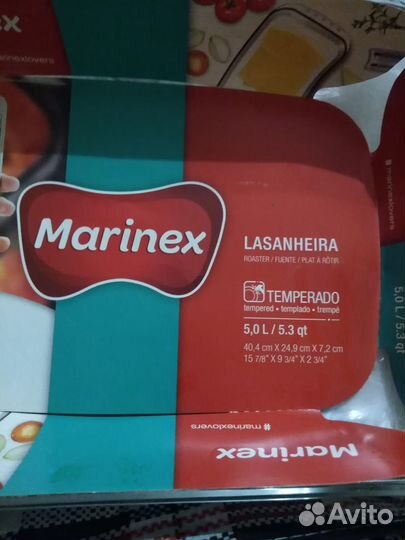 ex
nexlovers
Marinex
LASANHEIRA
ROASTER / FUENTE / PLAT À RÔTIR
TEMPERADO
tempered • templado • trempé
5,0 L / 5.3 qt
40,4 cm X 24,9 cm X 7,2 cm
15 7/8" X 9 3/4" X 2 3/4"
#marinexlovers
5,0 L / 5.3 qt
#marinexlovers
Marinex
Avito